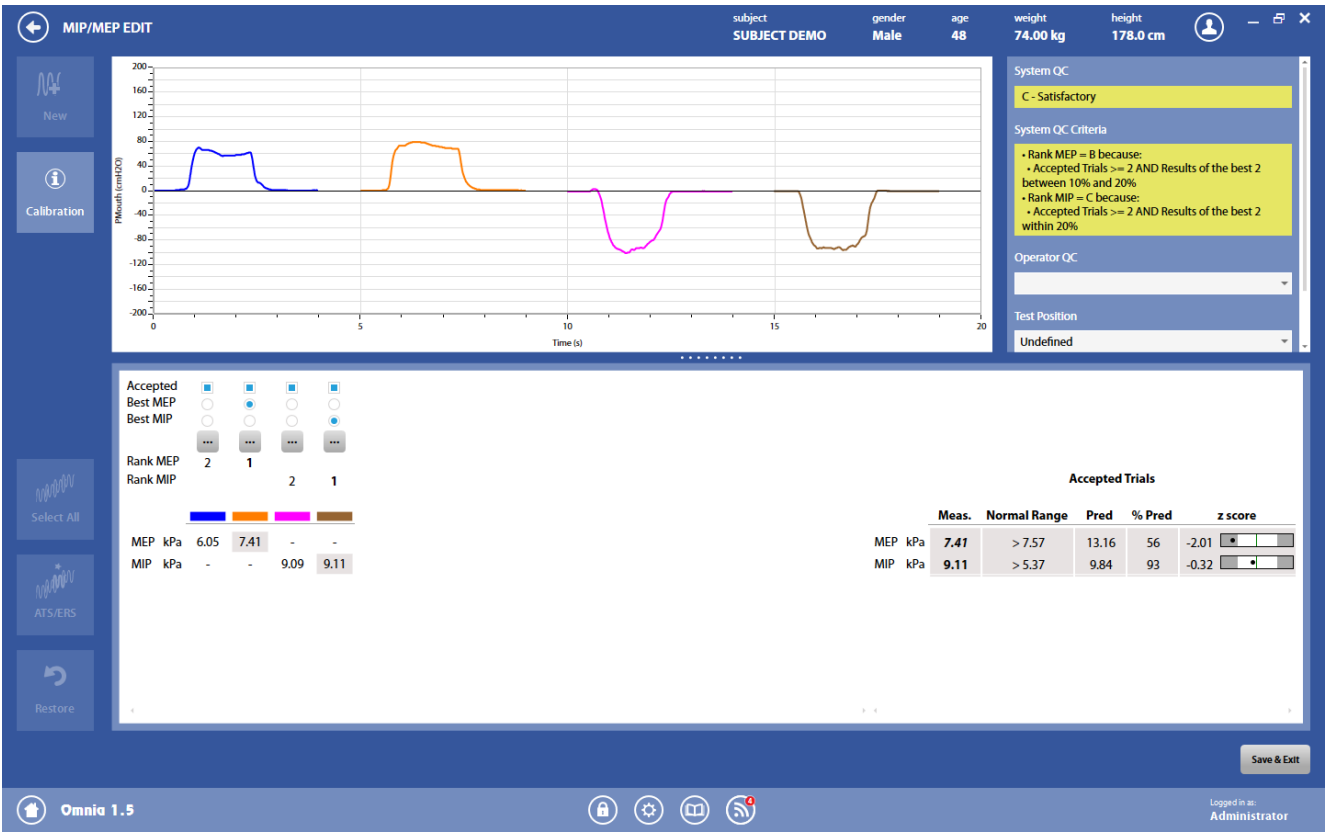 MIP/MEP EDIT
subject gender age weight height
SUBJECT DEMO Male 48 74.00 kg 178.0 cm
New
Calibration
Select All
ATS/ERS
Restore
200
160
120
80
40
0
-40
-80
-120
-160
-200
PMouth (cmH2O)
0 5 10 15 20
Time (s)
System QC
C - Satisfactory
System QC Criteria
• Rank MEP = B because:
• Accepted Trials >= 2 AND Results of the best 2
between 10% and 20%
• Rank MIP = C because:
• Accepted Trials >= 2 AND Results of the best 2
within 20%
Operator QC
Test Position
Undefined
Accepted
Best MEP
Best MIP
... ... ... ...
Rank MEP 2 1
Rank MIP 2 1
MEP kPa 6.05 7.41 - -
MIP kPa - - 9.09 9.11
Accepted Trials
Meas. Normal Range Pred % Pred z score
MEP kPa 7.41 > 7.57 13.16 56 -2.01
MIP kPa 9.11 > 5.37 9.84 93 -0.32
Save & Exit
Omnia 1.5
4
Logged in as:
Administrator